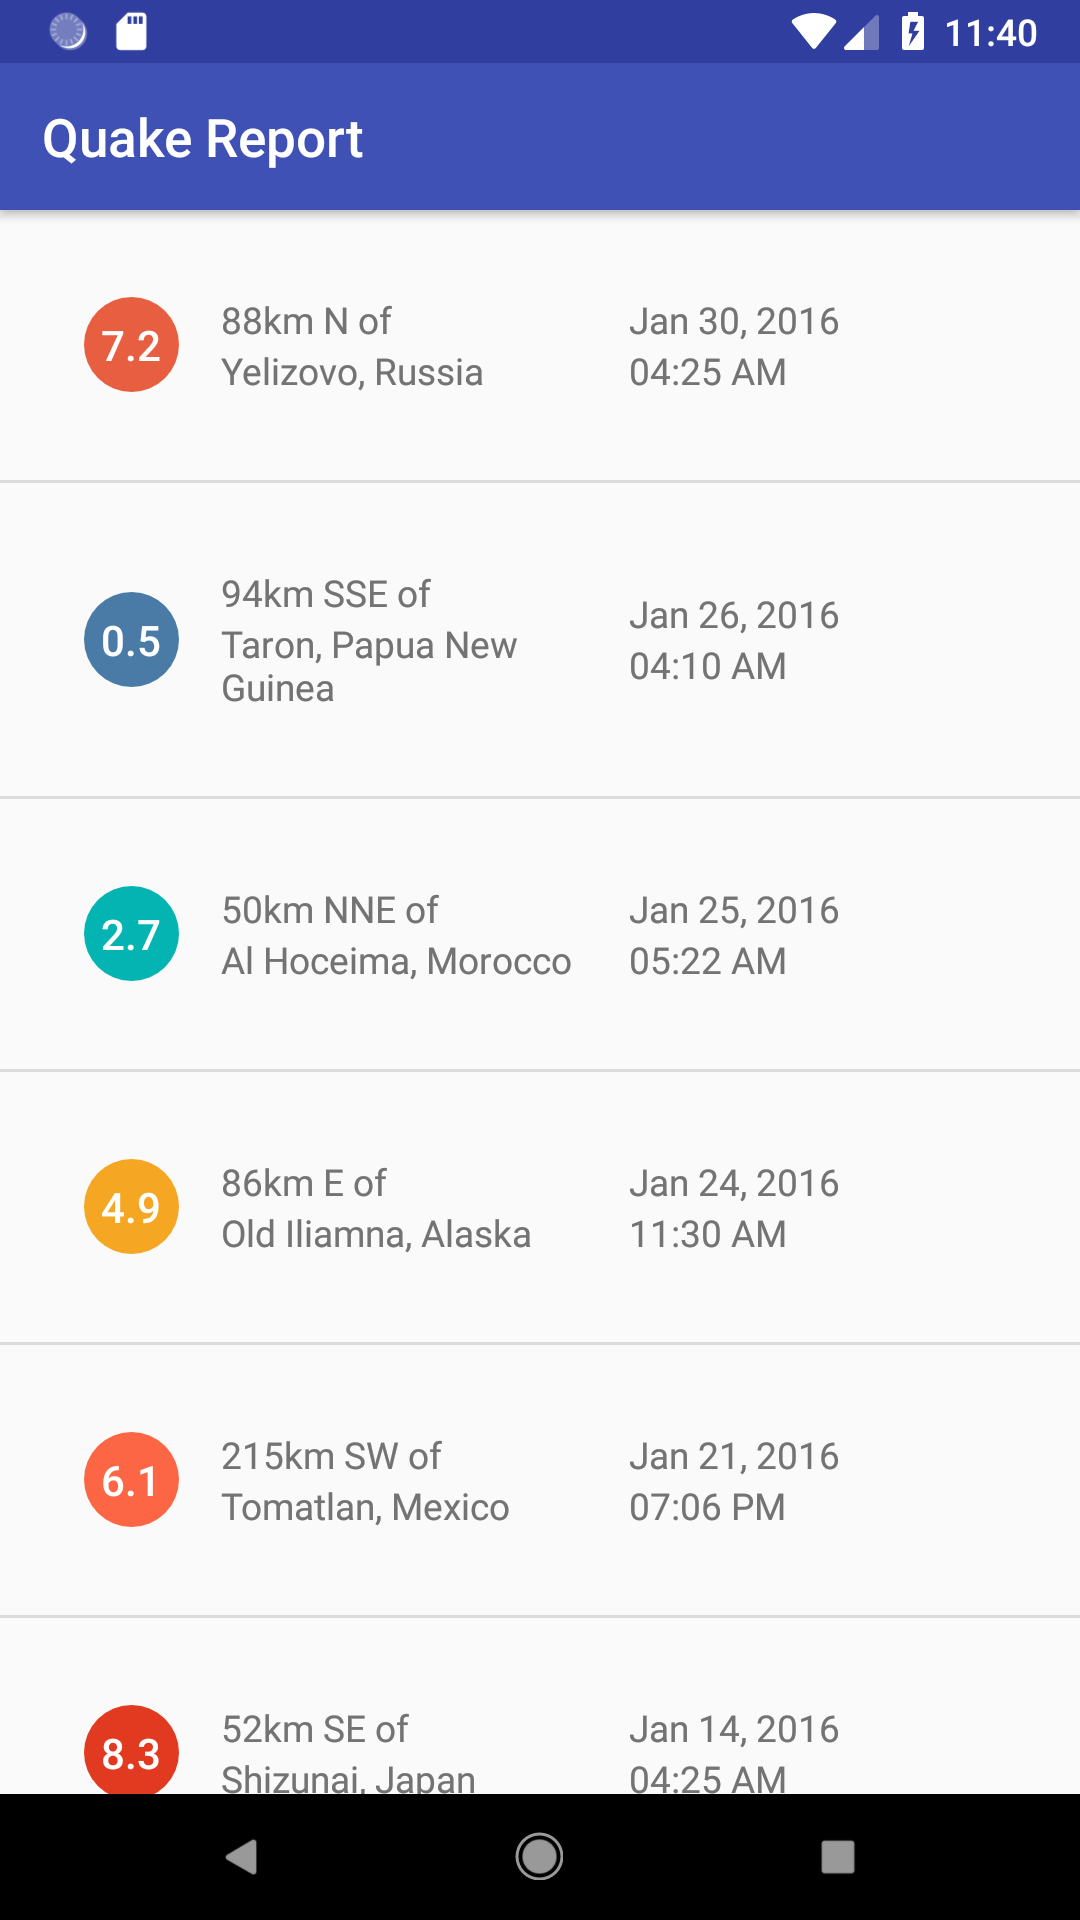 11:40
Quake Report
7.2
88km N of
Yelizovo, Russia
Jan 30, 2016
04:25 AM
0.5
94km SSE of
Taron, Papua New
Guinea
Jan 26, 2016
04:10 AM
2.7
50km NNE of
Al Hoceima, Morocco
Jan 25, 2016
05:22 AM
4.9
86km E of
Old Iliamna, Alaska
Jan 24, 2016
11:30 AM
6.1
215km SW of
Tomatlan, Mexico
Jan 21, 2016
07:06 PM
8.3
52km SE of
Shizunai, Japan
Jan 14, 2016
04:25 AM